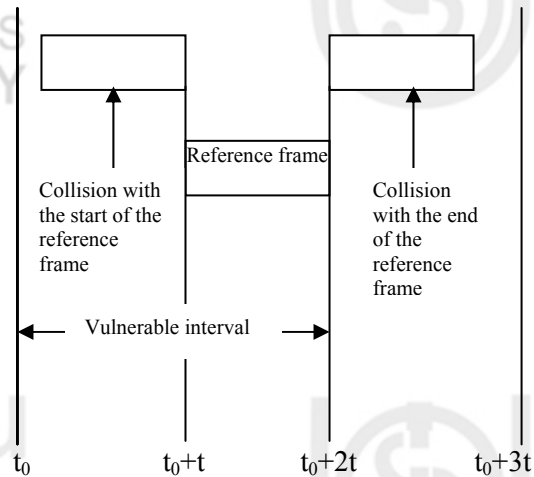 Reference frame
Collision with
the start of the
reference
frame
Collision
with the end
of the
reference
frame
Vulnerable interval
t₀
t₀+t
t₀+2t
t₀+3t